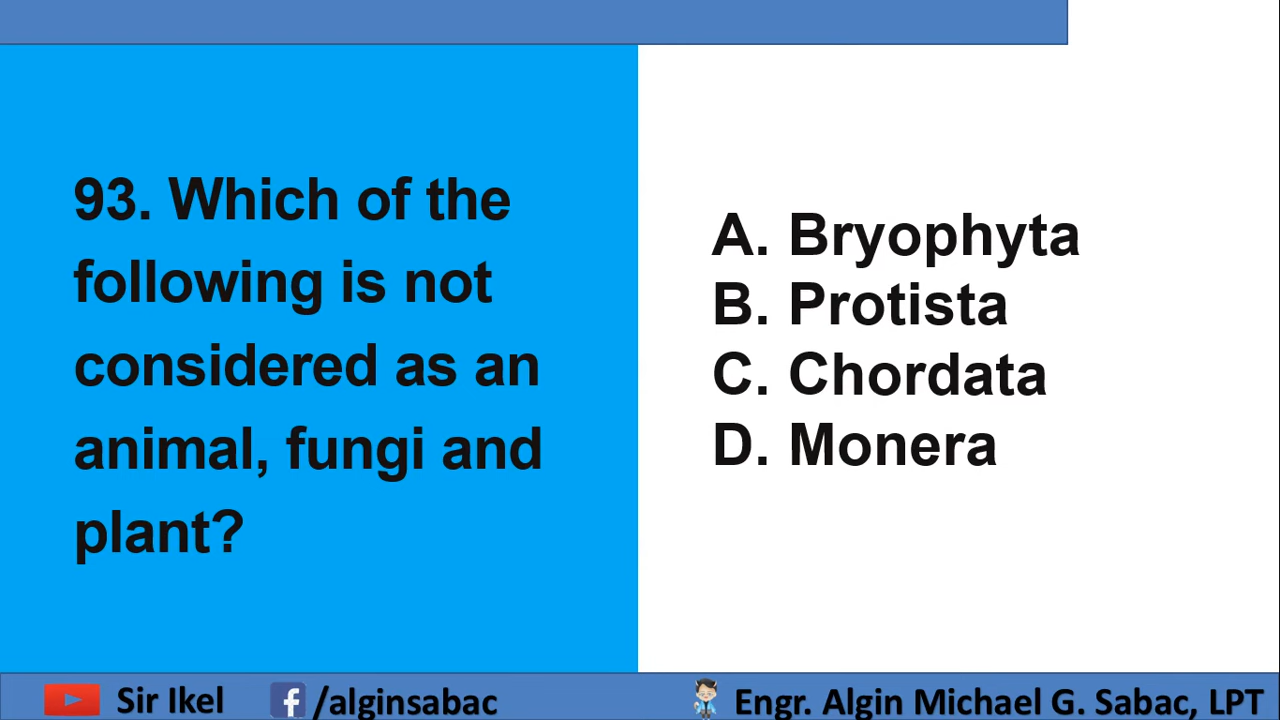 93. Which of the
following is not
considered as an
animal, fungi and
plant?
A. Bryophyta
B. Protista
C. Chordata
D. Monera
Sir Ikel
/alginsabac
Engr. Algin Michael G. Sabac, LPT